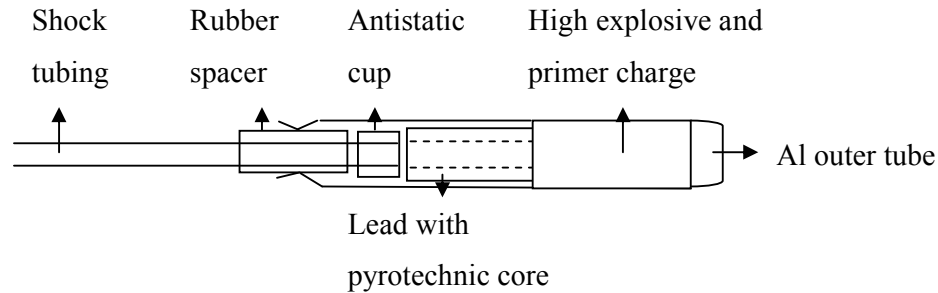 Shock
tubing
Rubber
spacer
Antistatic
cup
High explosive and
primer charge
Al outer tube
Lead with
pyrotechnic core